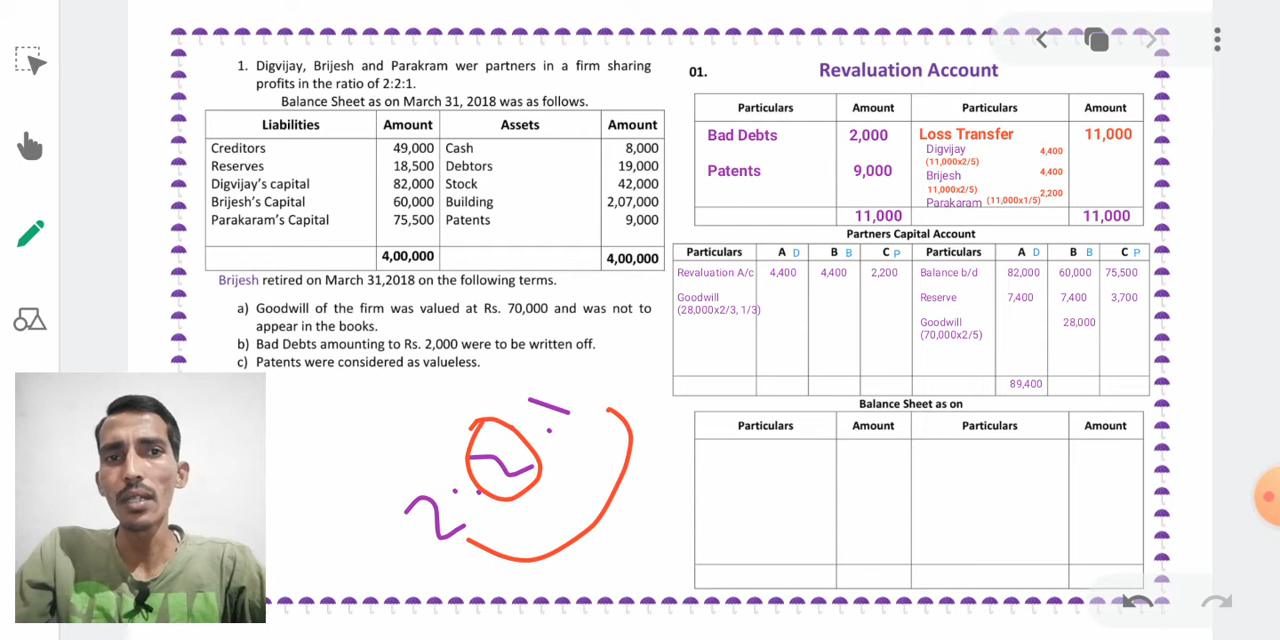 1. Digvijay, Brijesh and Parakram wer partners in a firm sharing
profits in the ratio of 2:2:1.
Balance Sheet as on March 31, 2018 was as follows.
Liabilities Amount Assets Amount
Creditors 49,000 Cash 8,000
Reserves 18,500 Debtors 19,000
Digvijay's capital 82,000 Stock 42,000
Brijesh's Capital 60,000 Building 2,07,000
Parakaram's Capital 75,500 Patents 9,000
4,00,000 4,00,000
Brijesh retired on March 31,2018 on the following terms.
a) Goodwill of the firm was valued at Rs. 70,000 and was not to
appear in the books.
b) Bad Debts amounting to Rs. 2,000 were to be written off.
c) Patents were considered as valueless.
2:2:1
01. Revaluation Account
Particulars Amount Particulars Amount
Bad Debts 2,000 Loss Transfer 11,000
Digvijay 4,400
(11,000x2/5)
Patents 9,000 Brijesh 4,400
11,000x2/5)
Parakaram (11,000x1/5) 2,200
11,000 11,000
Partners Capital Account
Particulars A D B B C P Particulars A D B B C P
Revaluation A/c 4,400 4,400 2,200 Balance b/d 82,000 60,000 75,500
Goodwill Reserve 7,400 7,400 3,700
(28,000x2/3, 1/3)
Goodwill 28,000
(70,000x2/5)
89,400
Balance Sheet as on
Particulars Amount Particulars Amount